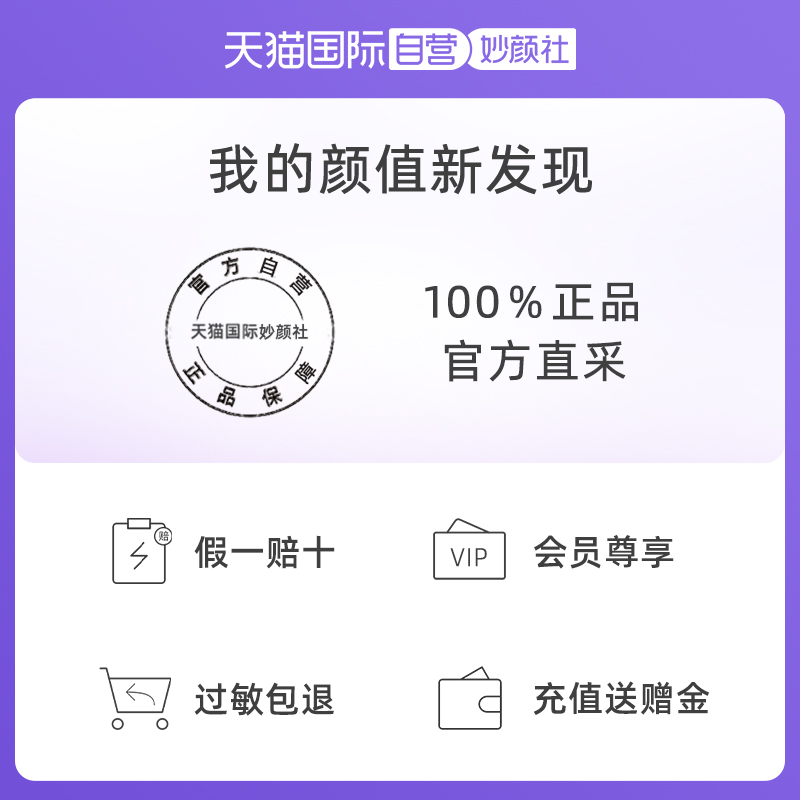 天猫国际自营妙颜社
我的颜值新发现
官方自营
天猫国际妙颜社
正品保障
100%正品
官方直采
赔
假一赔十
VIP
会员尊享
过敏包退
充值送赠金